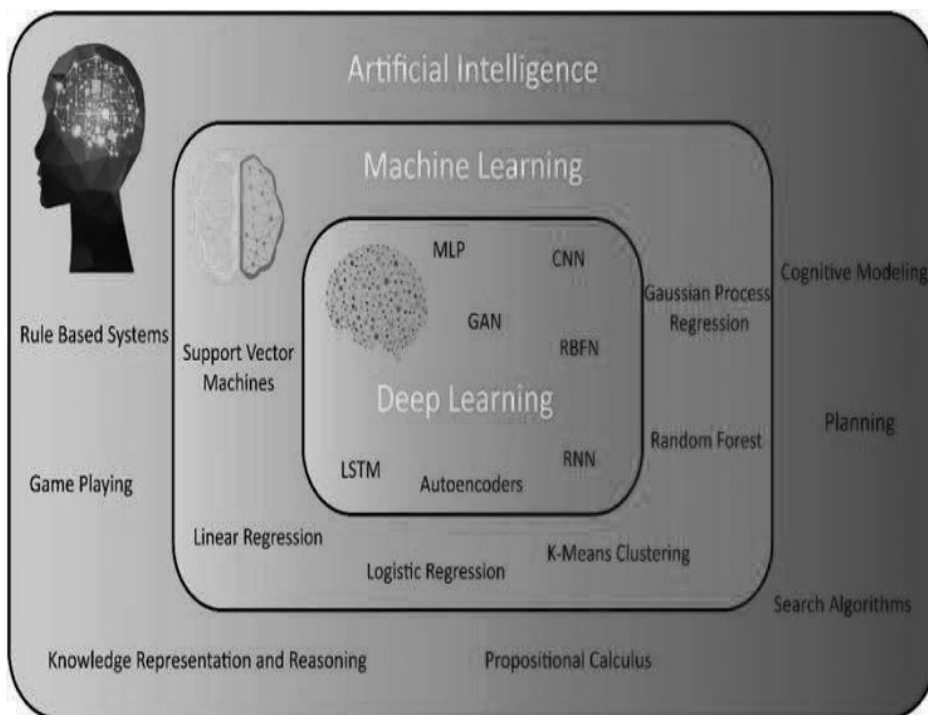 Artificial Intelligence
Machine Learning
MLP
CNN
Cognitive Modeling
Gaussian Process
Regression
GAN
Rule Based Systems
RBFN
Support Vector
Machines
Deep Learning
Planning
Random Forest
RNN
LSTM
Game Playing
Autoencoders
Linear Regression
K-Means Clustering
Logistic Regression
Search Algorithms
Knowledge Representation and Reasoning
Propositional Calculus